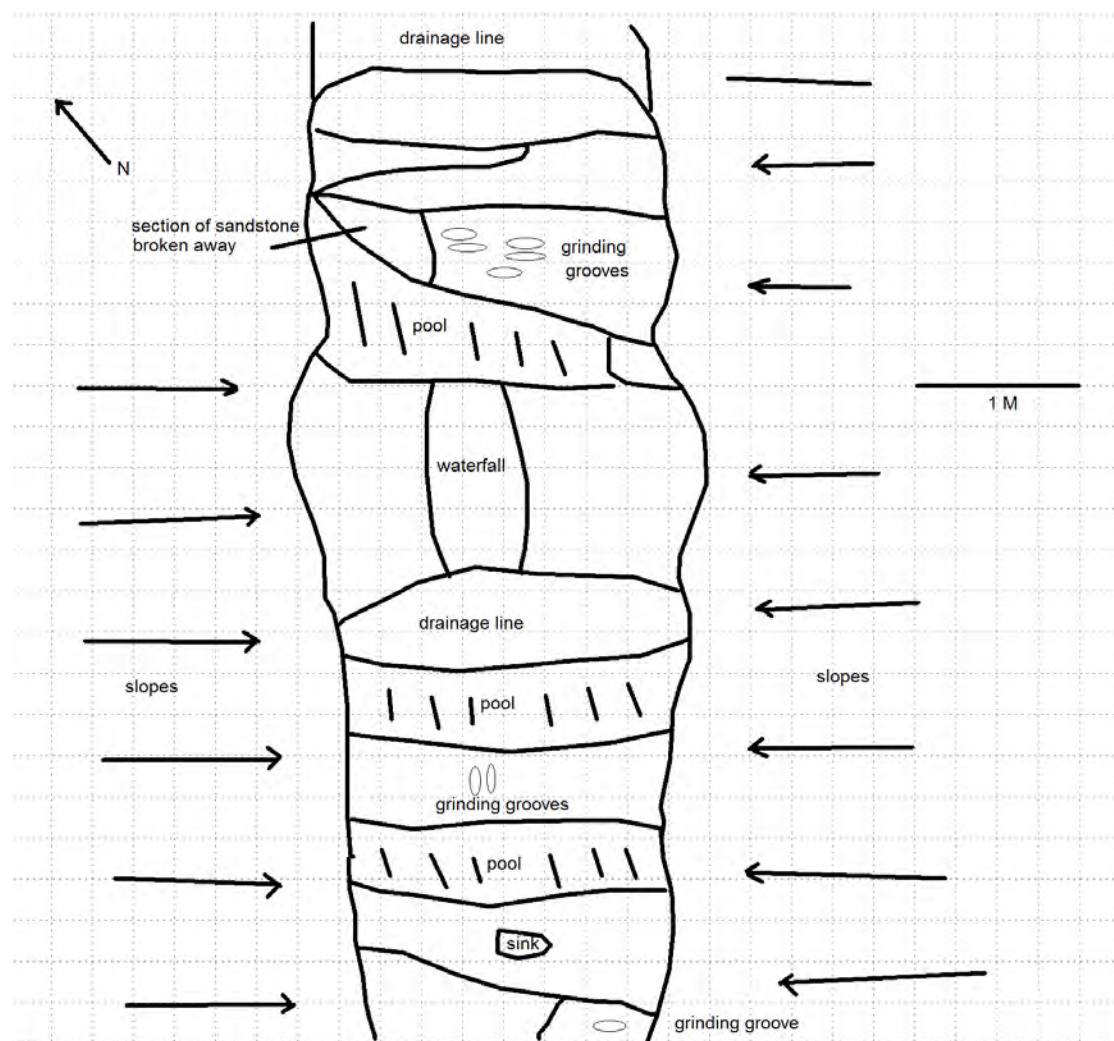 drainage line
N
section of sandstone
broken away
grinding
grooves
pool
1 M
waterfall
drainage line
slopes
slopes
pool
grinding grooves
pool
sink
grinding groove